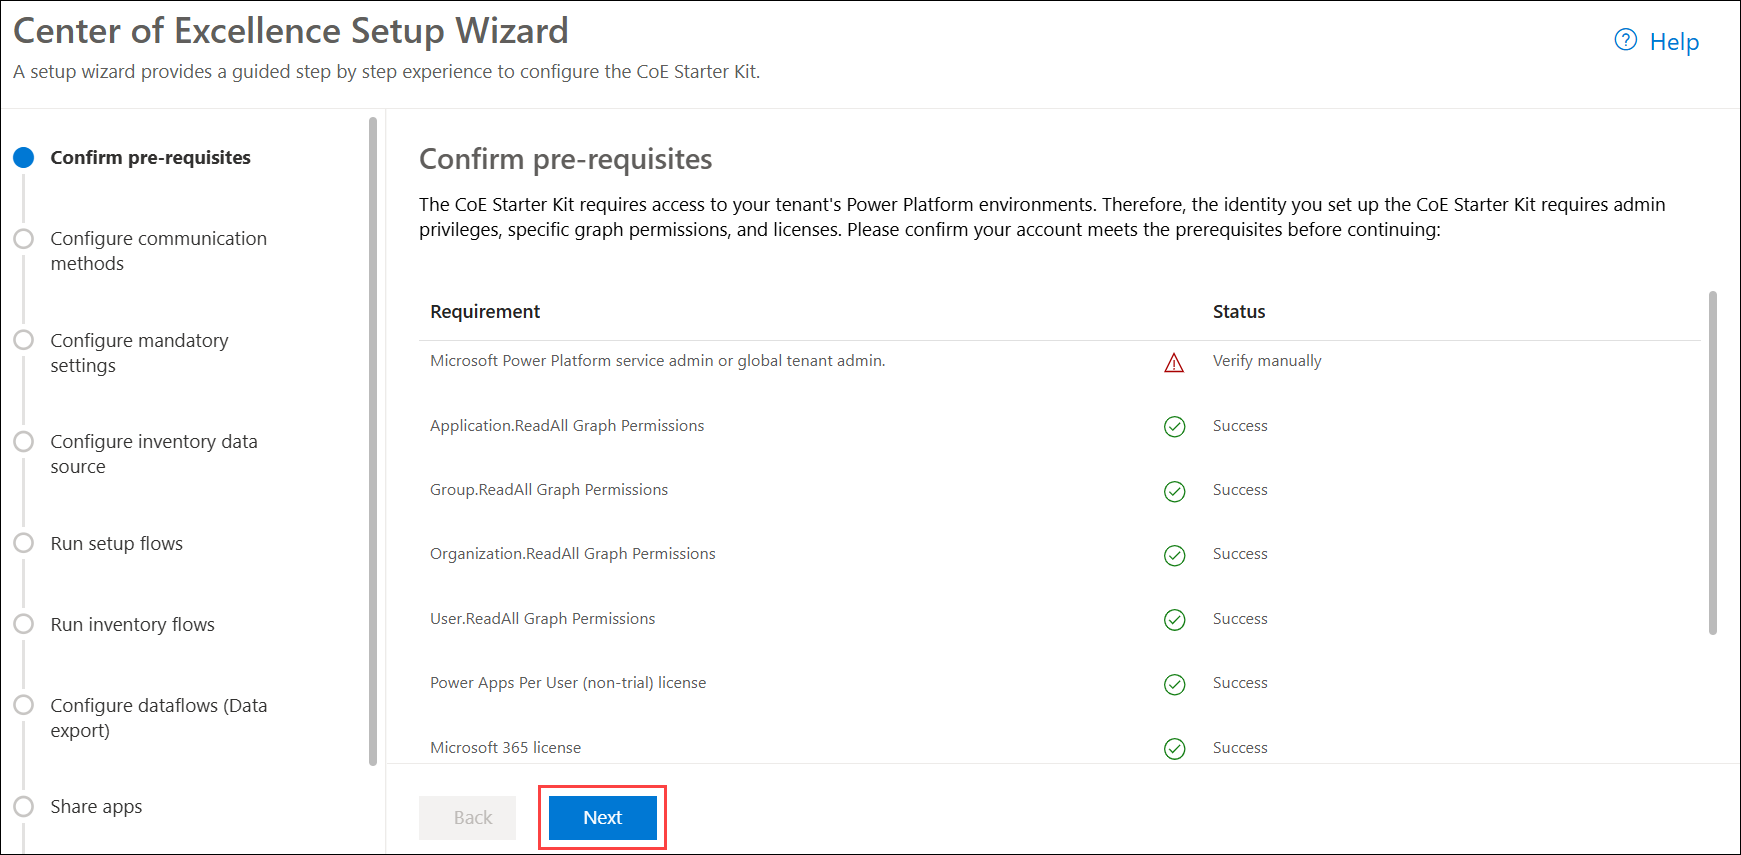 Center of Excellence Setup Wizard
Help
A setup wizard provides a guided step by step experience to configure the CoE Starter Kit.
Confirm pre-requisites
Configure communication
methods
Configure mandatory
settings
Configure inventory data
source
Run setup flows
Run inventory flows
Configure dataflows (Data
export)
Share apps
Confirm pre-requisites
The CoE Starter Kit requires access to your tenant's Power Platform environments. Therefore, the identity you set up the CoE Starter Kit requires admin
privileges, specific graph permissions, and licenses. Please confirm your account meets the prerequisites before continuing:
Requirement Status
Microsoft Power Platform service admin or global tenant admin. Verify manually
Application.ReadAll Graph Permissions Success
Group.ReadAll Graph Permissions Success
Organization.ReadAll Graph Permissions Success
User.ReadAll Graph Permissions Success
Power Apps Per User (non-trial) license Success
Microsoft 365 license Success
Back Next